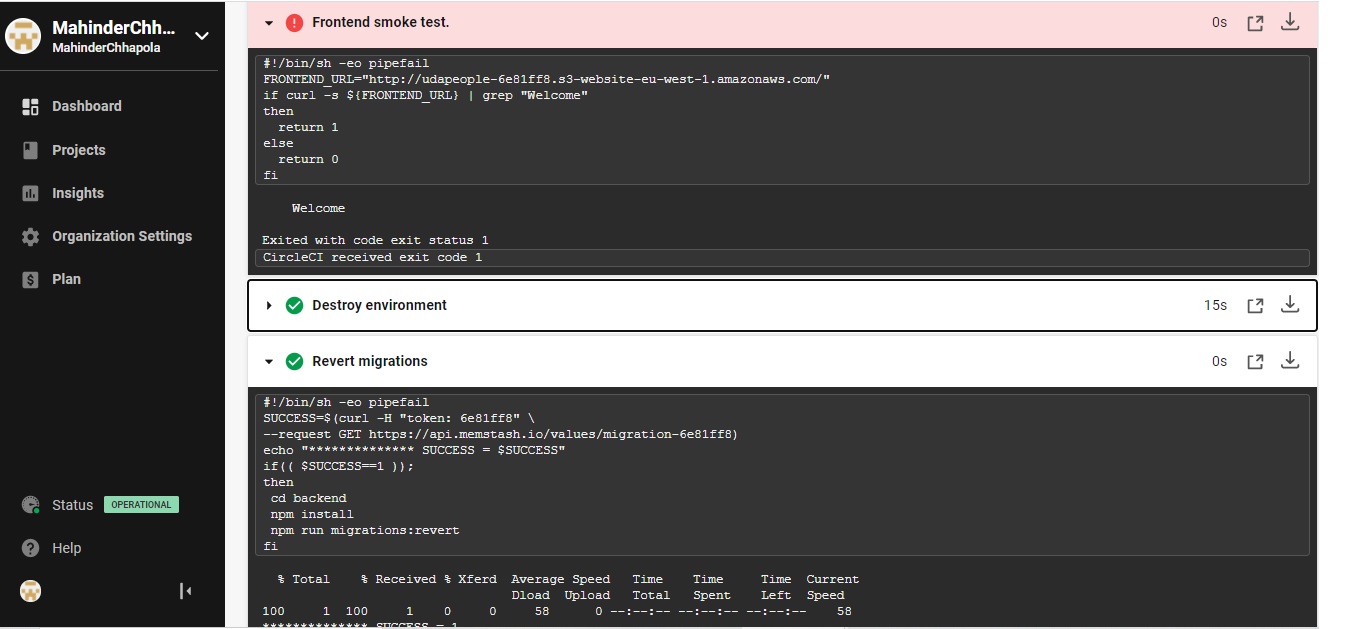 MahinderChh...
MahinderChhapola
Dashboard
Projects
Insights
Organization Settings
Plan
Status OPERATIONAL
Help
Frontend smoke test. 0s
#!/bin/sh -eo pipefail
FRONTEND_URL="http://udapeople-6e81ff8.s3-website-eu-west-1.amazonaws.com/"
if curl -s ${FRONTEND_URL} | grep "Welcome"
then
  return 1
else
  return 0
fi
Welcome
Exited with code exit status 1
CircleCI received exit code 1
Destroy environment 15s
Revert migrations 0s
#!/bin/sh -eo pipefail
SUCCESS=$(curl -H "token: 6e81ff8" \
--request GET https://api.memstash.io/values/migration-6e81ff8)
echo "************** SUCCESS = $SUCCESS"
if(( $SUCCESS==1 ));
then
 cd backend
 npm install
 npm run migrations:revert
fi
  % Total    % Received % Xferd  Average Speed   Time    Time     Time  Current
                                 Dload  Upload   Total   Spent    Left  Speed
100     1  100     1    0     0     58      0 --:--:-- --:--:-- --:--:--    58
************** SUCCESS = 1